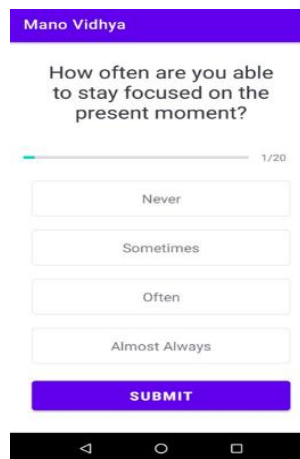 Mano Vidhya
How often are you able
to stay focused on the
present moment?
1/20
Never
Sometimes
Often
Almost Always
SUBMIT